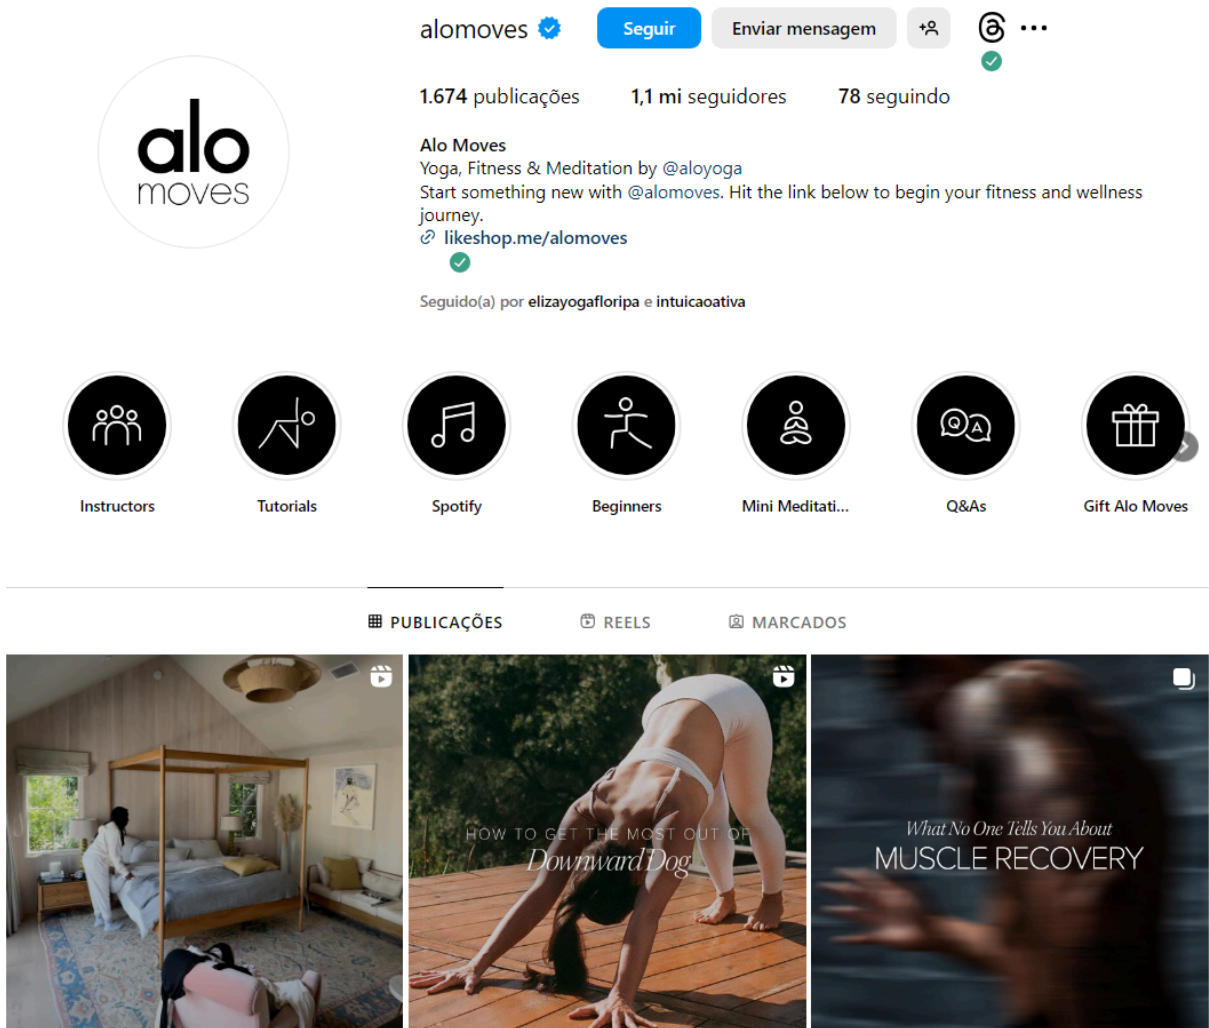 alomoves
Seguir
Enviar mensagem
1.674 publicações
1,1 mi seguidores
78 seguindo
alo
moves
Alo Moves
Yoga, Fitness & Meditation by @aloyoga
Start something new with @alomoves. Hit the link below to begin your fitness and wellness
journey.
likeshop.me/alomoves
Seguido(a) por elizayogafloripa e intuicaoativa
Q A
Instructors
Tutorials
Spotify
Beginners
Mini Meditati...
Q&As
Gift Alo Moves
PUBLICAÇÕES
REELS
MARCADOS
HOW TO GET THE MOST OUT OF
Downward Dog
What No One Tells You About
MUSCLE RECOVERY